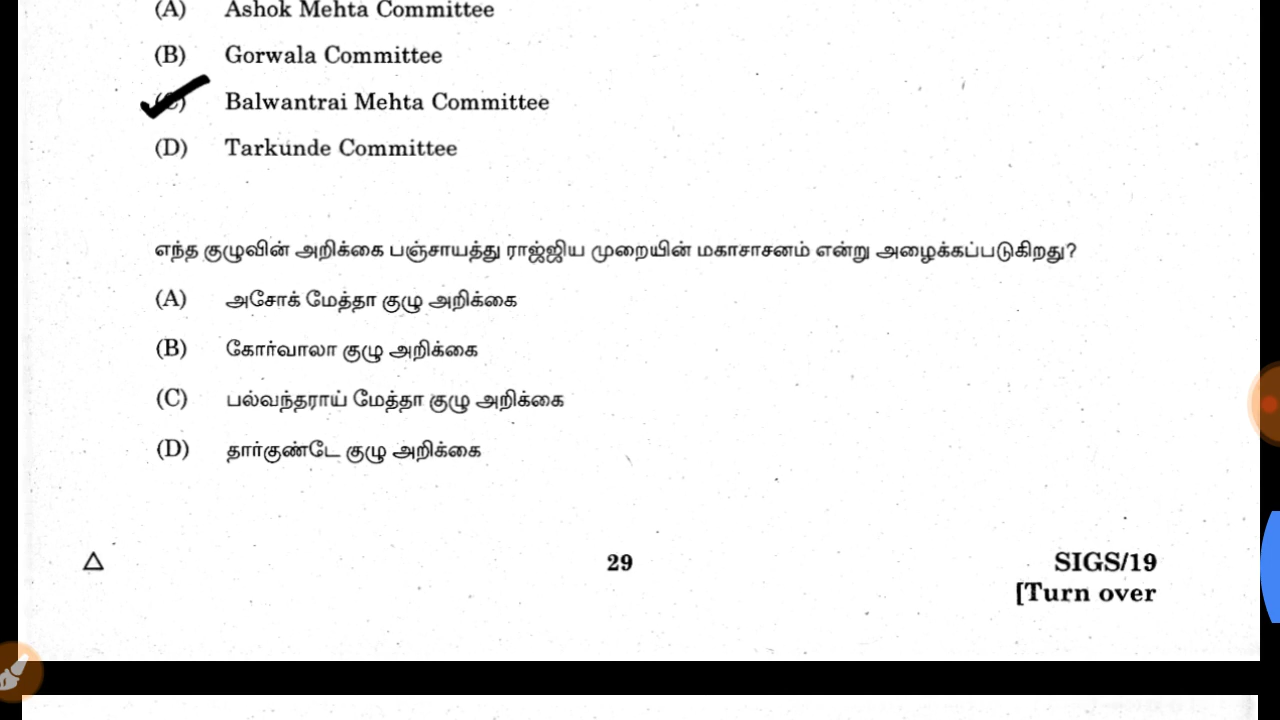 (A) Ashok Mehta Committee
(B) Gorwala Committee
(C) Balwantrai Mehta Committee
(D) Tarkunde Committee
எந்த குழுவின் அறிக்கை பஞ்சாயத்து ராஜ்ஜிய முறையின் மகாசாசனம் என்று அழைக்கப்படுகிறது?
(A) அசோக் மேத்தா குழு அறிக்கை
(B) கோர்வாலா குழு அறிக்கை
(C) பல்வந்தராய் மேத்தா குழு அறிக்கை
(D) தார்குண்டே குழு அறிக்கை
△ 29 SIGS/19
[Turn over